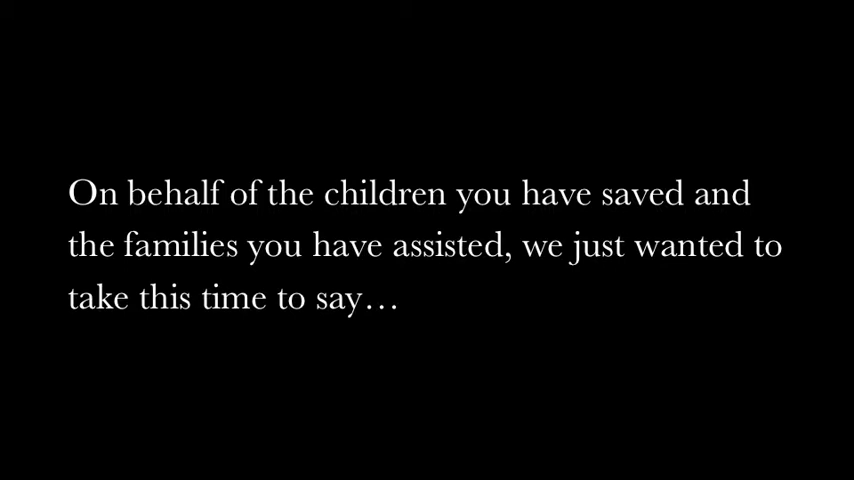 On behalf of the children you have saved and
the families you have assisted, we just wanted to
take this time to say…